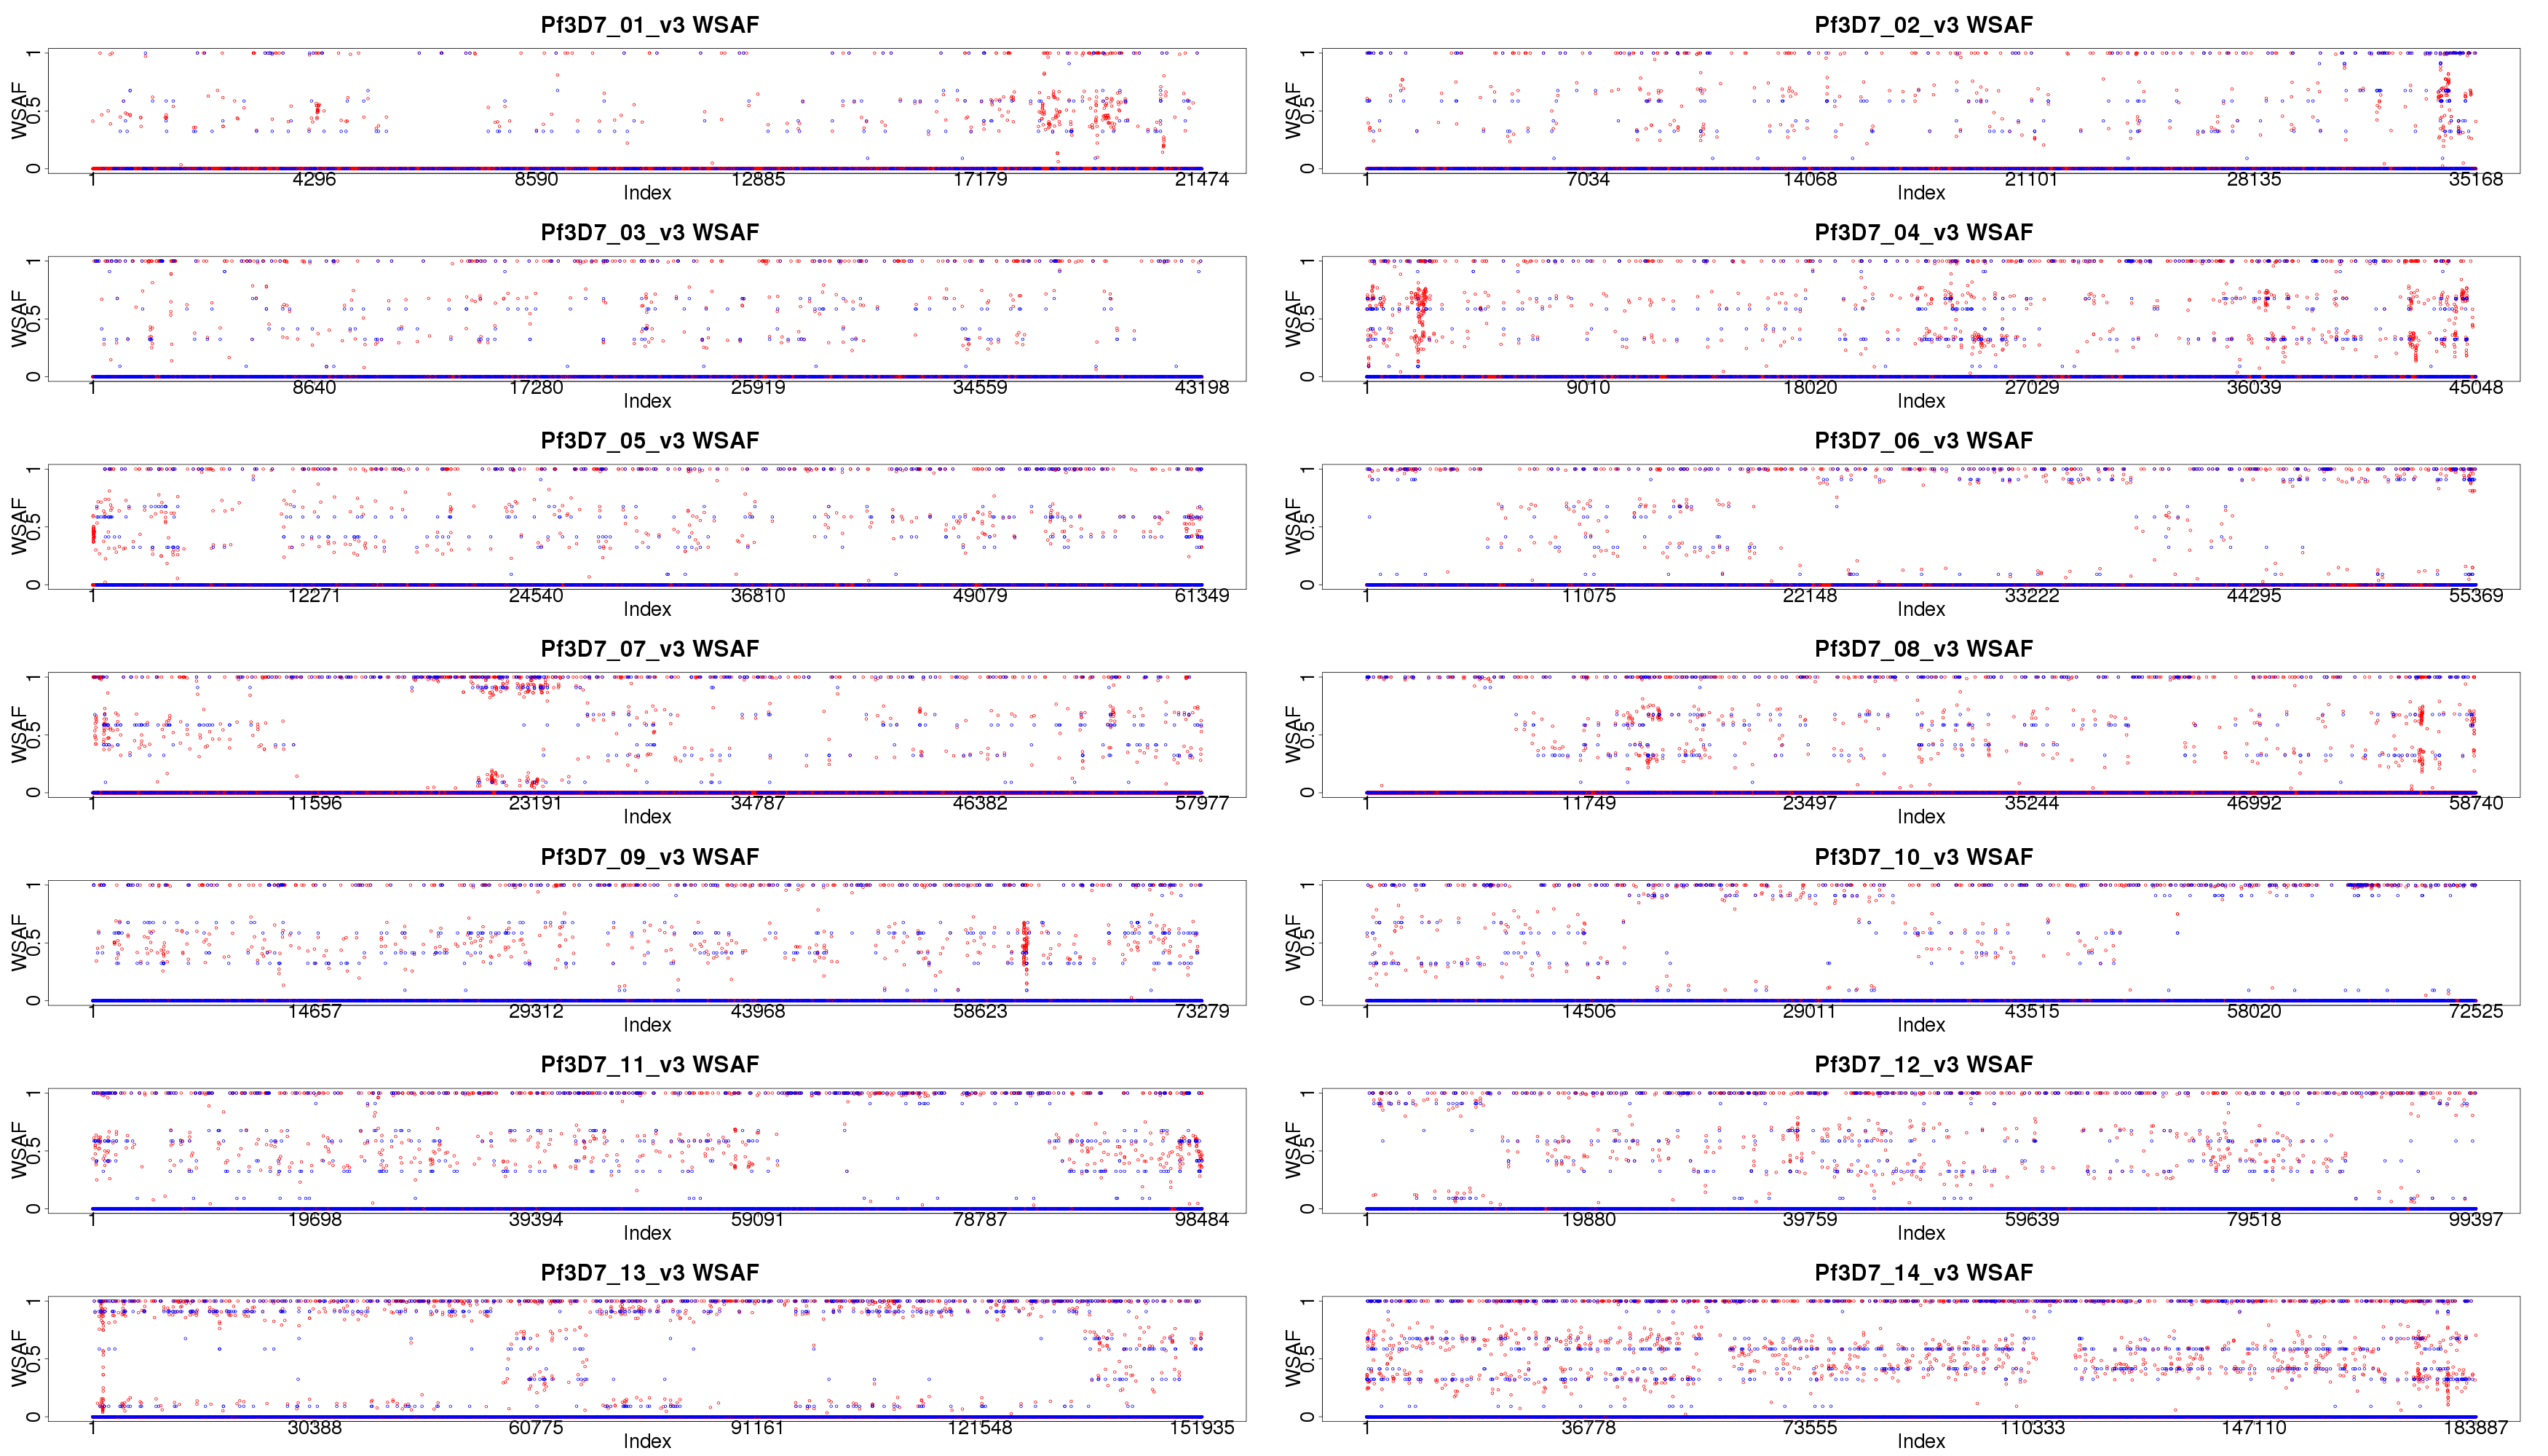 Pf3D7_01_v3 WSAF
WSAF
0 0.5 1
1 4296 8590 12885 17179 21474
Index
Pf3D7_02_v3 WSAF
WSAF
0 0.5 1
1 7034 14068 21101 28135 35168
Index
Pf3D7_03_v3 WSAF
WSAF
0 0.5 1
1 8640 17280 25919 34559 43198
Index
Pf3D7_04_v3 WSAF
WSAF
0 0.5 1
1 9010 18020 27029 36039 45048
Index
Pf3D7_05_v3 WSAF
WSAF
0 0.5 1
1 12271 24540 36810 49079 61349
Index
Pf3D7_06_v3 WSAF
WSAF
0 0.5 1
1 11075 22148 33222 44295 55369
Index
Pf3D7_07_v3 WSAF
WSAF
0 0.5 1
1 11596 23191 34787 46382 57977
Index
Pf3D7_08_v3 WSAF
WSAF
0 0.5 1
1 11749 23497 35244 46992 58740
Index
Pf3D7_09_v3 WSAF
WSAF
0 0.5 1
1 14657 29312 43968 58623 73279
Index
Pf3D7_10_v3 WSAF
WSAF
0 0.5 1
1 14506 29011 43515 58020 72525
Index
Pf3D7_11_v3 WSAF
WSAF
0 0.5 1
1 19698 39394 59091 78787 98484
Index
Pf3D7_12_v3 WSAF
WSAF
0 0.5 1
1 19880 39759 59639 79518 99397
Index
Pf3D7_13_v3 WSAF
WSAF
0 0.5 1
1 30388 60775 91161 121548 151935
Index
Pf3D7_14_v3 WSAF
WSAF
0 0.5 1
1 36778 73555 110333 147110 183887
Index